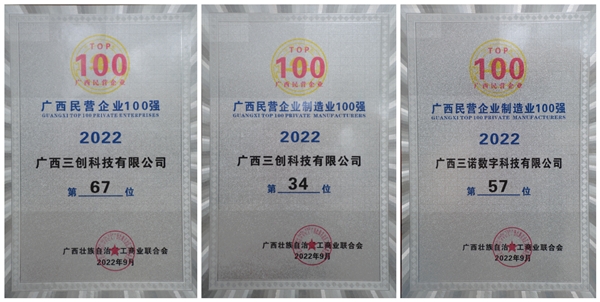 TOP
100
广西民营企业
广西民营企业100强
GUANGXI TOP 100 PRIVATE ENTERPRISES
2022
广西三创科技有限公司
第 67 位
广西壮族自治区工商业联合会
2022年9月
TOP
100
广西民营企业
广西民营企业制造业100强
GUANGXI TOP 100 PRIVATE MANUFACTURERS
2022
广西三创科技有限公司
第 34 位
广西壮族自治区工商业联合会
2022年9月
TOP
100
广西民营企业
广西民营企业制造业100强
GUANGXI TOP 100 PRIVATE MANUFACTURERS
2022
广西三诺数字科技有限公司
第 57 位
广西壮族自治区工商业联合会
2022年9月